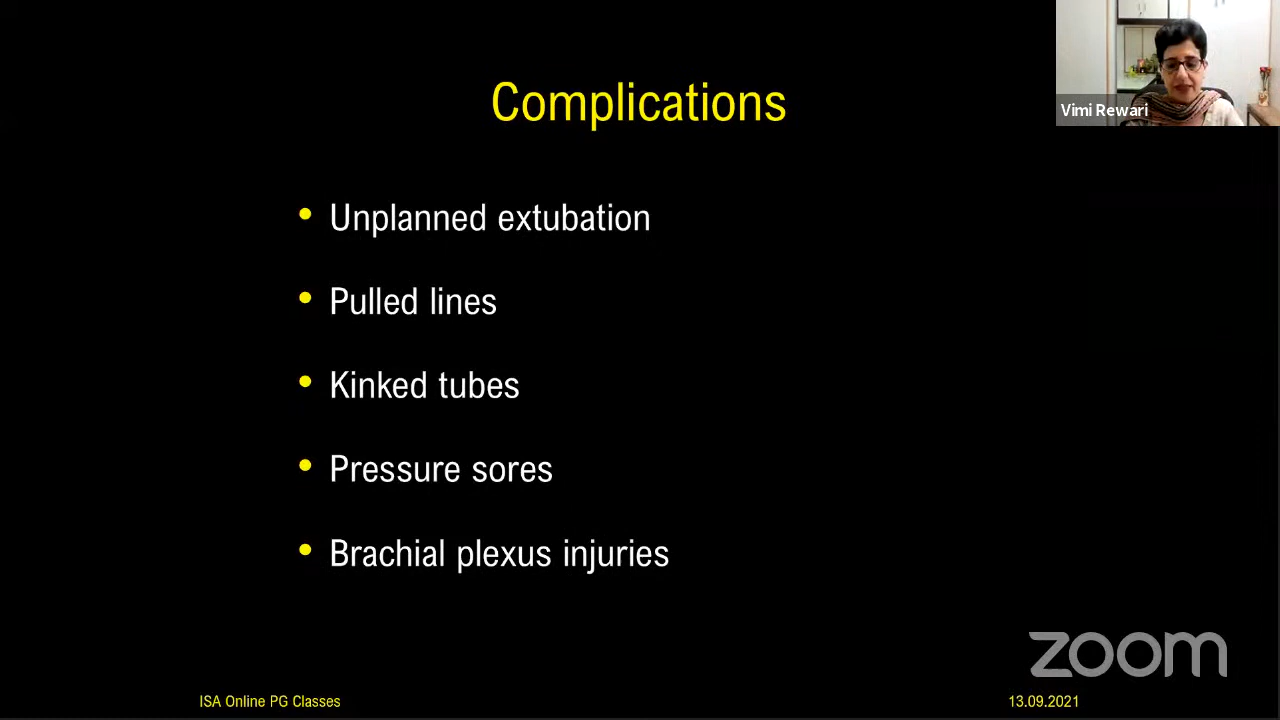 Complications
Vimi Rewari
• Unplanned extubation
• Pulled lines
• Kinked tubes
• Pressure sores
• Brachial plexus injuries
zoom
ISA Online PG Classes
13.09.2021